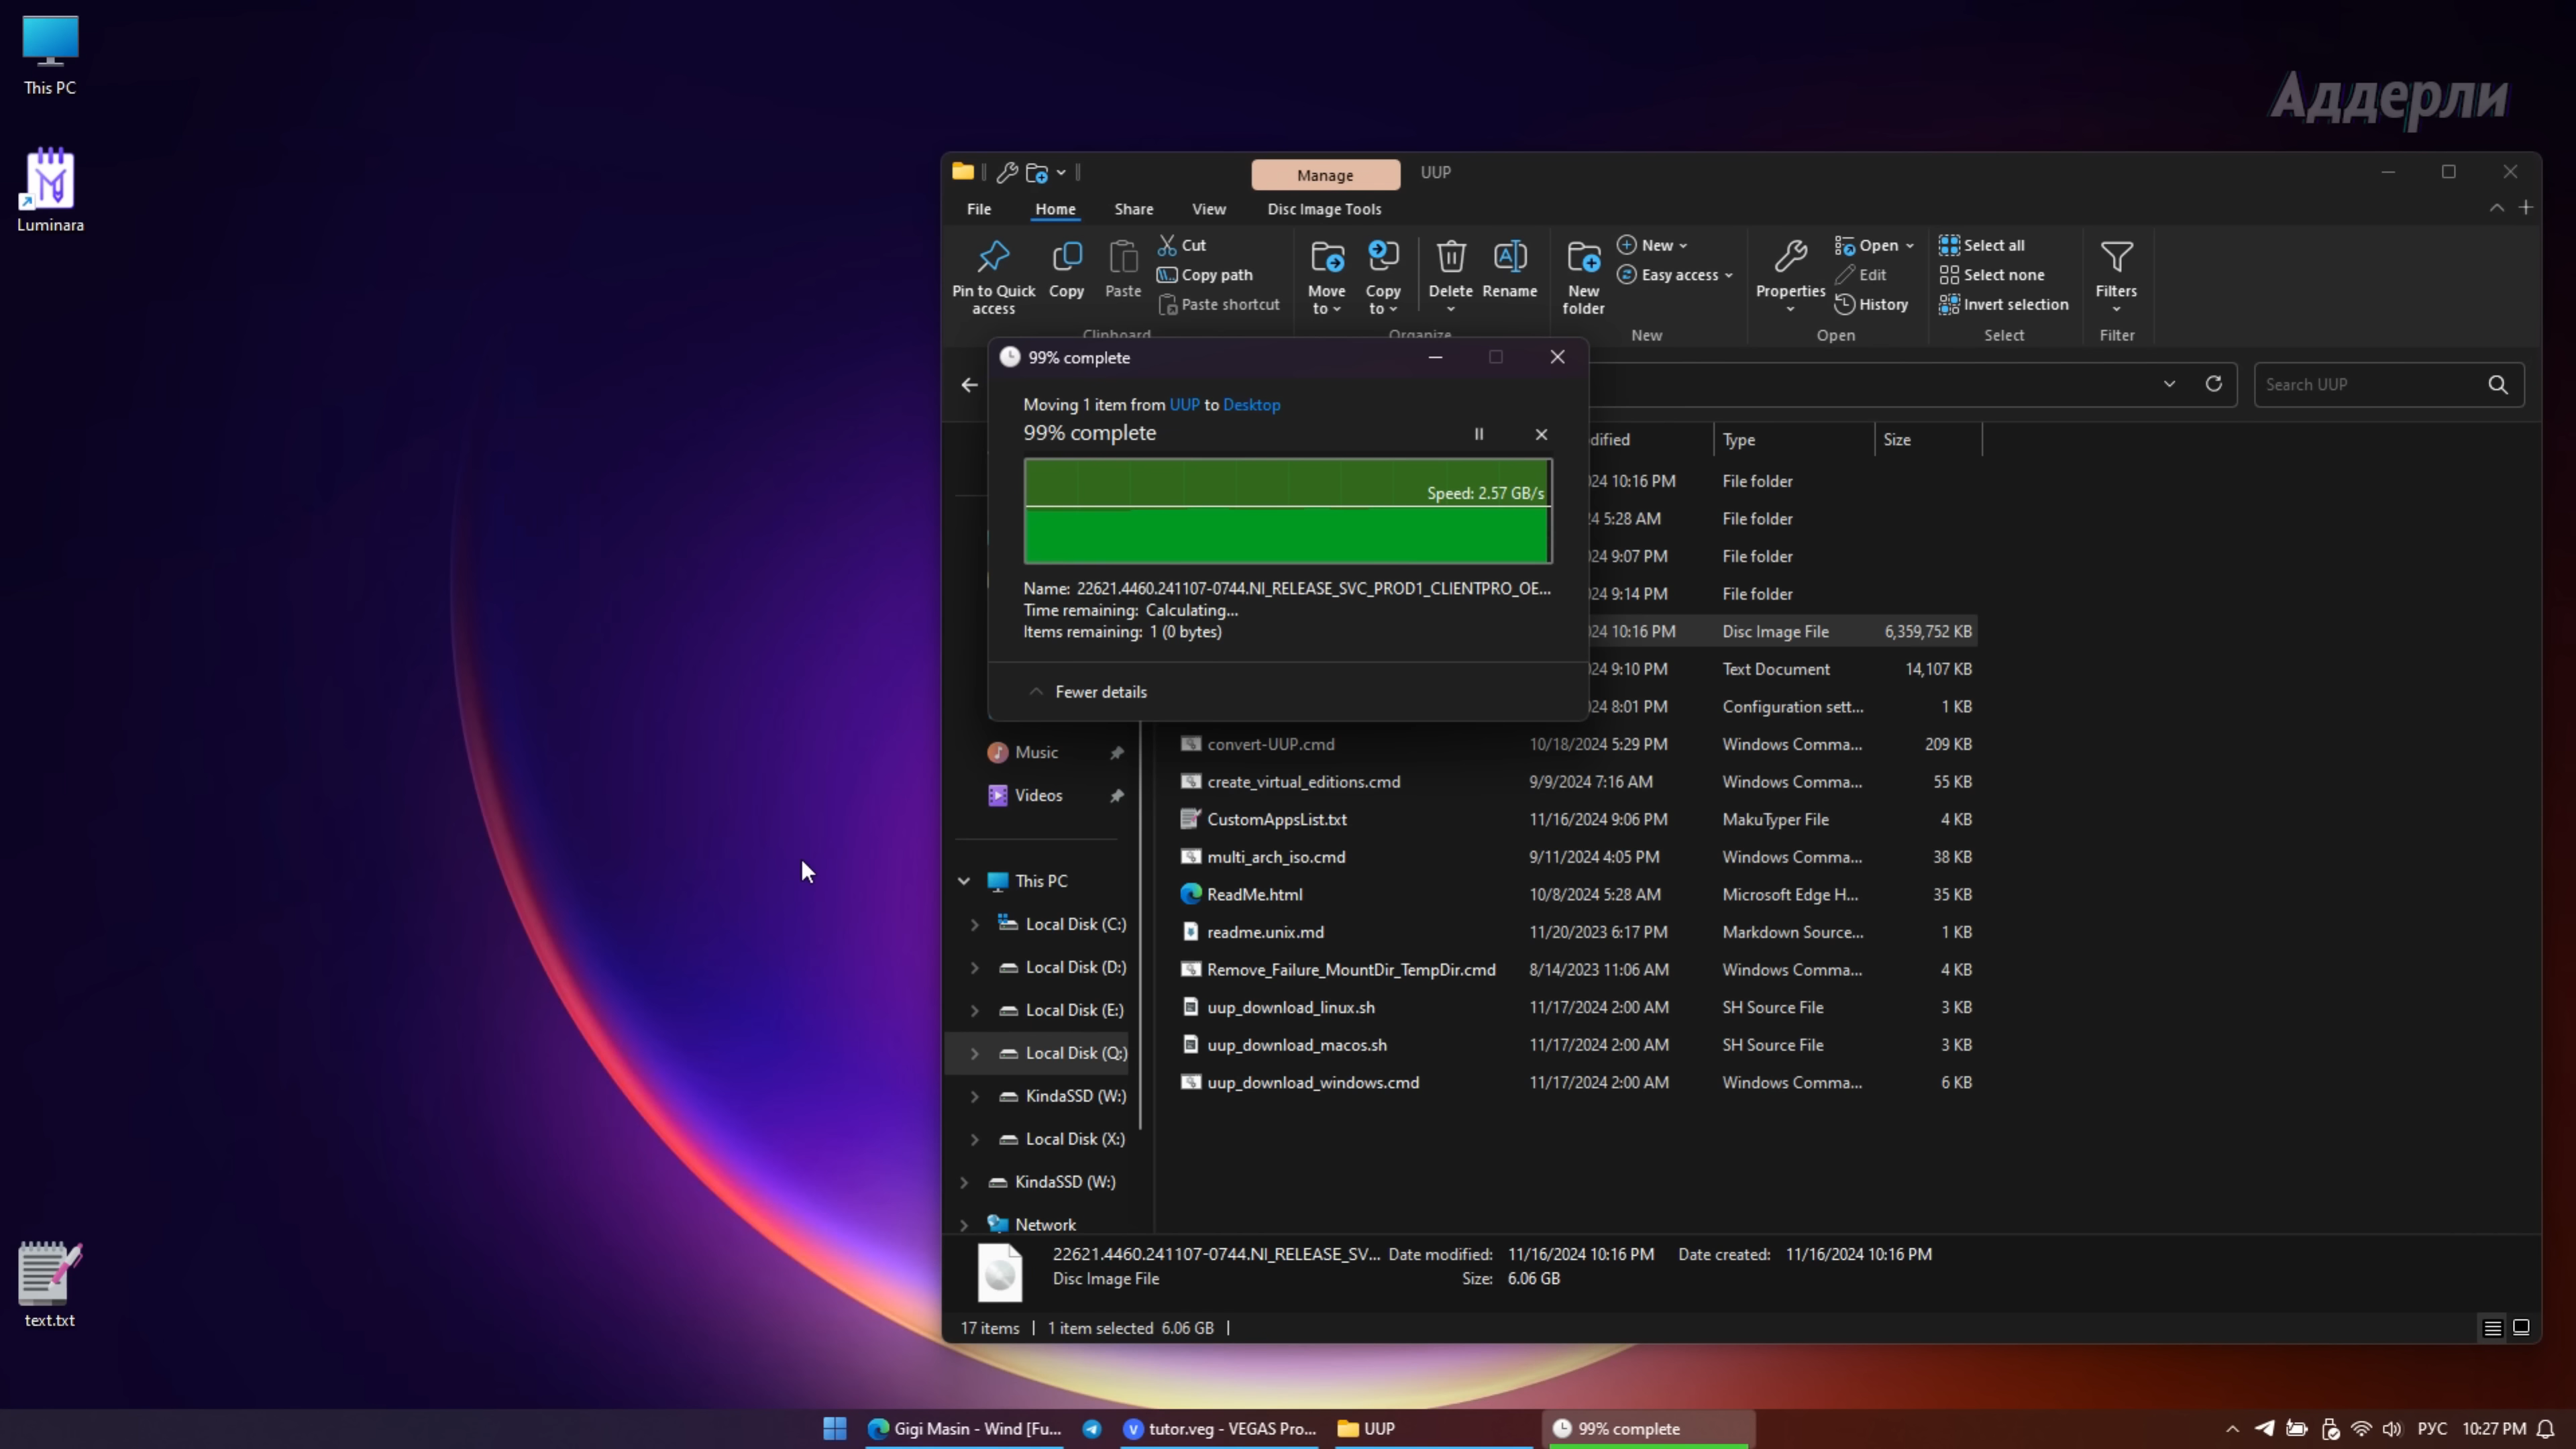 This PC
Luminara
text.txt
Аддерли
Manage
UUP
File
Home
Share
View
Disc Image Tools
Pin to Quick access
Copy
Paste
Cut
Copy path
Paste shortcut
Clipboard
Move to
Copy to
Delete
Rename
Organize
New folder
New
Easy access
New
Properties
Open
Edit
History
Open
Select all
Select none
Invert selection
Select
Filters
Filter
Search UUP
99% complete
Moving 1 item from UUP to Desktop
99% complete
Speed: 2.57 GB/s
Name: 22621.4460.241107-0744.NI_RELEASE_SVC_PROD1_CLIENTPRO_OE...
Time remaining: Calculating...
Items remaining: 1 (0 bytes)
Fewer details
Type Size
10:16 PM File folder
5:28 AM File folder
9:07 PM File folder
9:14 PM File folder
10:16 PM Disc Image File 6,359,752 KB
9:10 PM Text Document 14,107 KB
8:01 PM Configuration sett... 1 KB
convert-UUP.cmd 10/18/2024 5:29 PM Windows Comma... 209 KB
create_virtual_editions.cmd 9/9/2024 7:16 AM Windows Comma... 55 KB
CustomAppsList.txt 11/16/2024 9:06 PM MakuTyper File 4 KB
multi_arch_iso.cmd 9/11/2024 4:05 PM Windows Comma... 38 KB
ReadMe.html 10/8/2024 5:28 AM Microsoft Edge H... 35 KB
readme.unix.md 11/20/2023 6:17 PM Markdown Source... 1 KB
Remove_Failure_MountDir_TempDir.cmd 8/14/2023 11:06 AM Windows Comma... 4 KB
uup_download_linux.sh 11/17/2024 2:00 AM SH Source File 3 KB
uup_download_macos.sh 11/17/2024 2:00 AM SH Source File 3 KB
uup_download_windows.cmd 11/17/2024 2:00 AM Windows Comma... 6 KB
Music
Videos
This PC
Local Disk (C:)
Local Disk (D:)
Local Disk (E:)
Local Disk (Q:)
KindaSSD (W:)
Local Disk (X:)
KindaSSD (W:)
Network
22621.4460.241107-0744.NI_RELEASE_SV... Date modified: 11/16/2024 10:16 PM Date created: 11/16/2024 10:16 PM
Disc Image File Size: 6.06 GB
17 items 1 item selected 6.06 GB
Gigi Masin - Wind [Fu...
tutor.veg - VEGAS Pro...
UUP
99% complete
РУС
10:27 PM